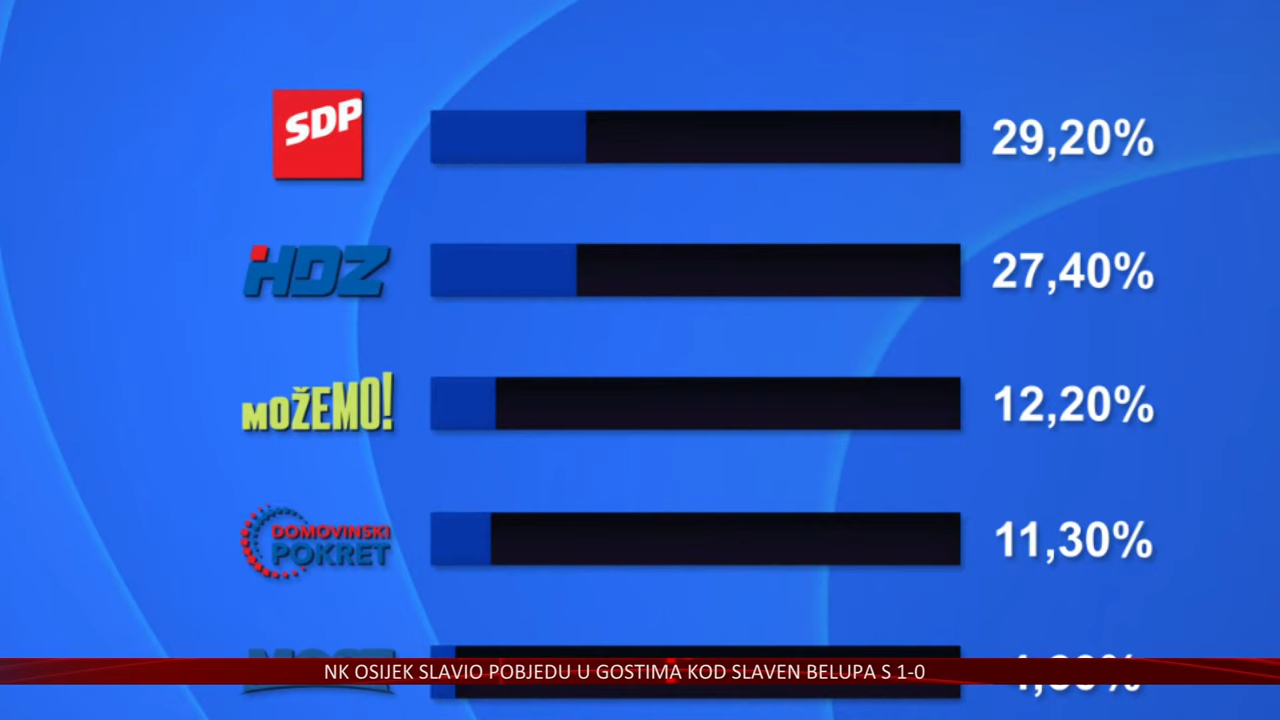 SDP
29,20%
HDZ
27,40%
MOŽEMO!
12,20%
DOMOVINSKI
POKRET
11,30%
MOST
NK OSIJEK SLAVIO POBJEDU U GOSTIMA KOD SLAVEN BELUPA S 1-0